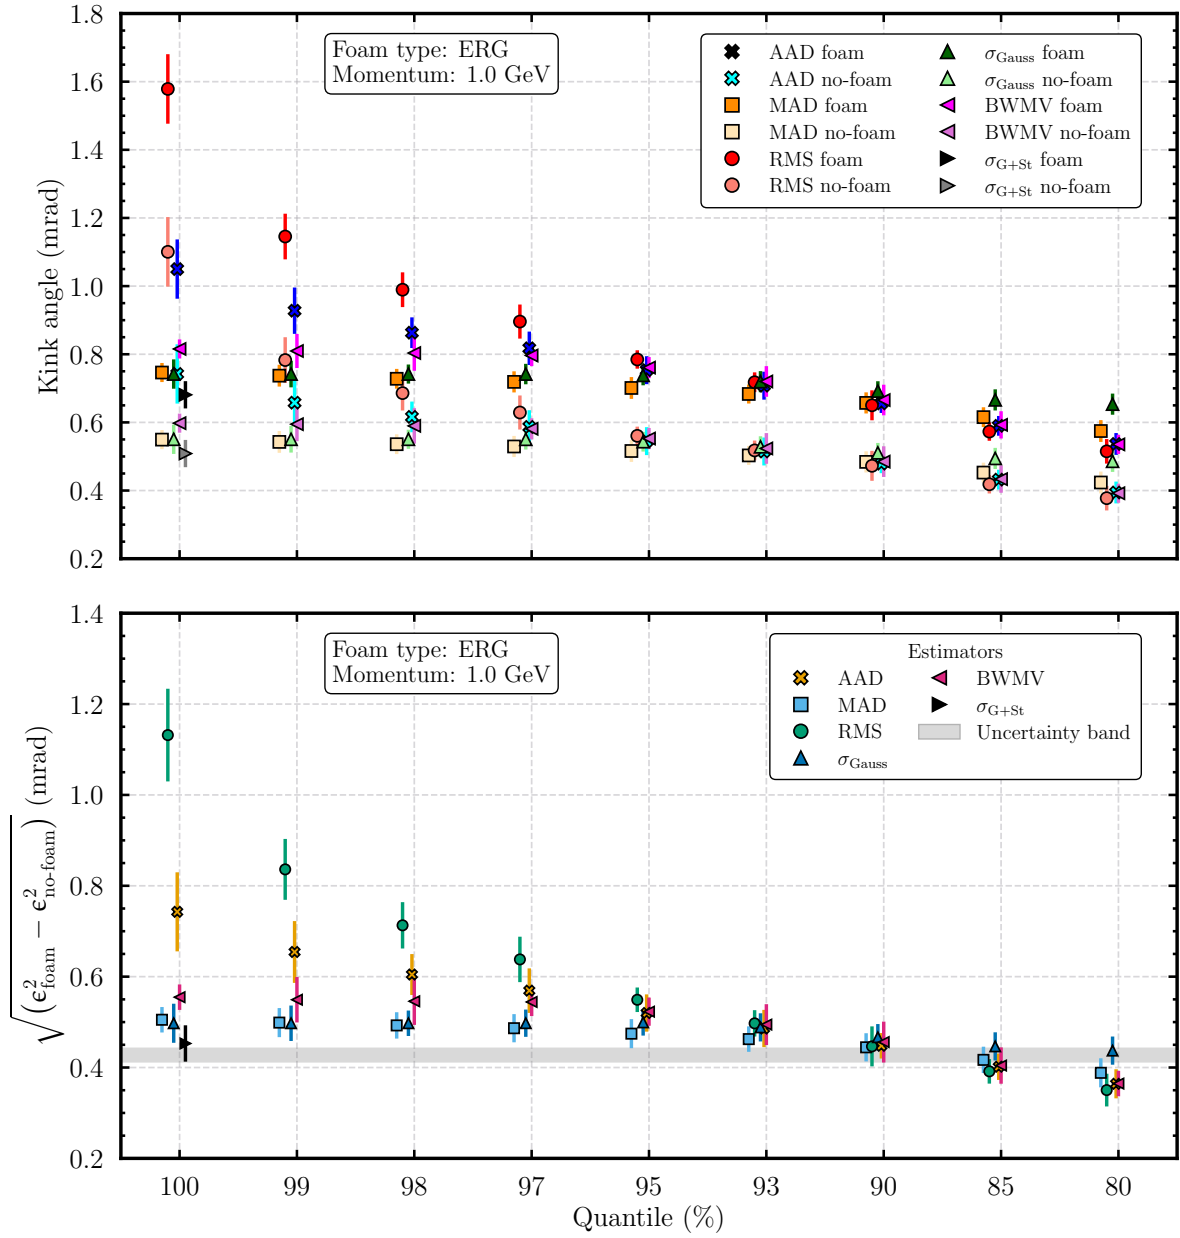 1.8
1.6
1.4
1.2
1.0
0.8
0.6
0.4
0.2
Kink angle (mrad)
Foam type: ERG
Momentum: 1.0 GeV
AAD foam
AAD no-foam
MAD foam
MAD no-foam
RMS foam
RMS no-foam
σGauss foam
σGauss no-foam
BWMV foam
BWMV no-foam
σG+St foam
σG+St no-foam
1.4
1.2
1.0
0.8
0.6
0.4
0.2
√(ϵ²foam − ϵ²no-foam) (mrad)
Foam type: ERG
Momentum: 1.0 GeV
Estimators
AAD
MAD
RMS
σGauss
BWMV
σG+St
Uncertainty band
100 99 98 97 95 93 90 85 80
Quantile (%)